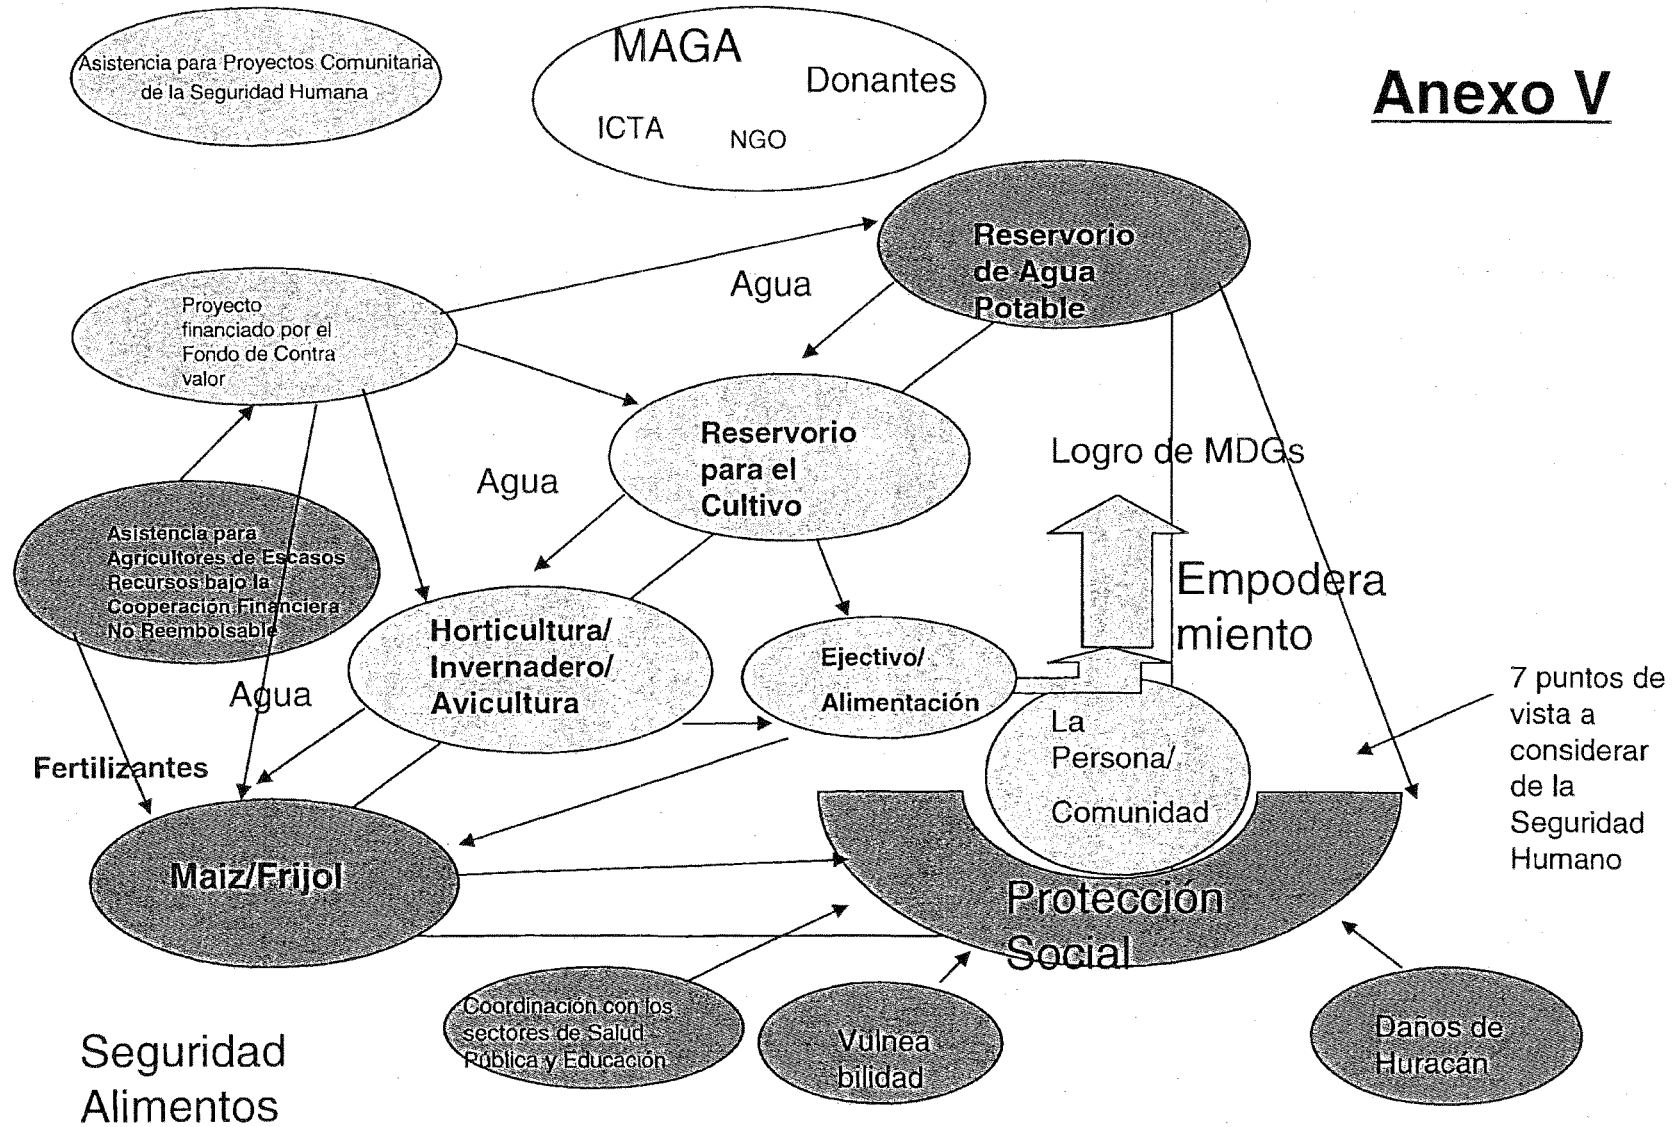 Asistencia para Proyectos Comunitaria
de la Seguridad Humana
MAGA
Donantes
ICTA
NGO
Anexo V
Reservorio
de Agua
Potable
Agua
Proyecto
financiado por el
Fondo de Contra
valor
Reservorio
para el
Cultivo
Logro de MDGs
Agua
Asistencia para
Agricultores de Escasos
Recursos bajo la
Cooperación Financiera
No Reembolsable
Empodera
miento
Horticultura/
Invernadero/
Avicultura
Ejectivo/
Alimentación
Agua
7 puntos de
vista a
considerar
de la
Seguridad
Humano
La
Persona/
Comunidad
Fertilizantes
Maiz/Frijol
Protección
Social
Coordinación con los
sectores de Salud
Pública y Educación
Vulnea
bilidad
Daños de
Huracán
Seguridad
Alimentos